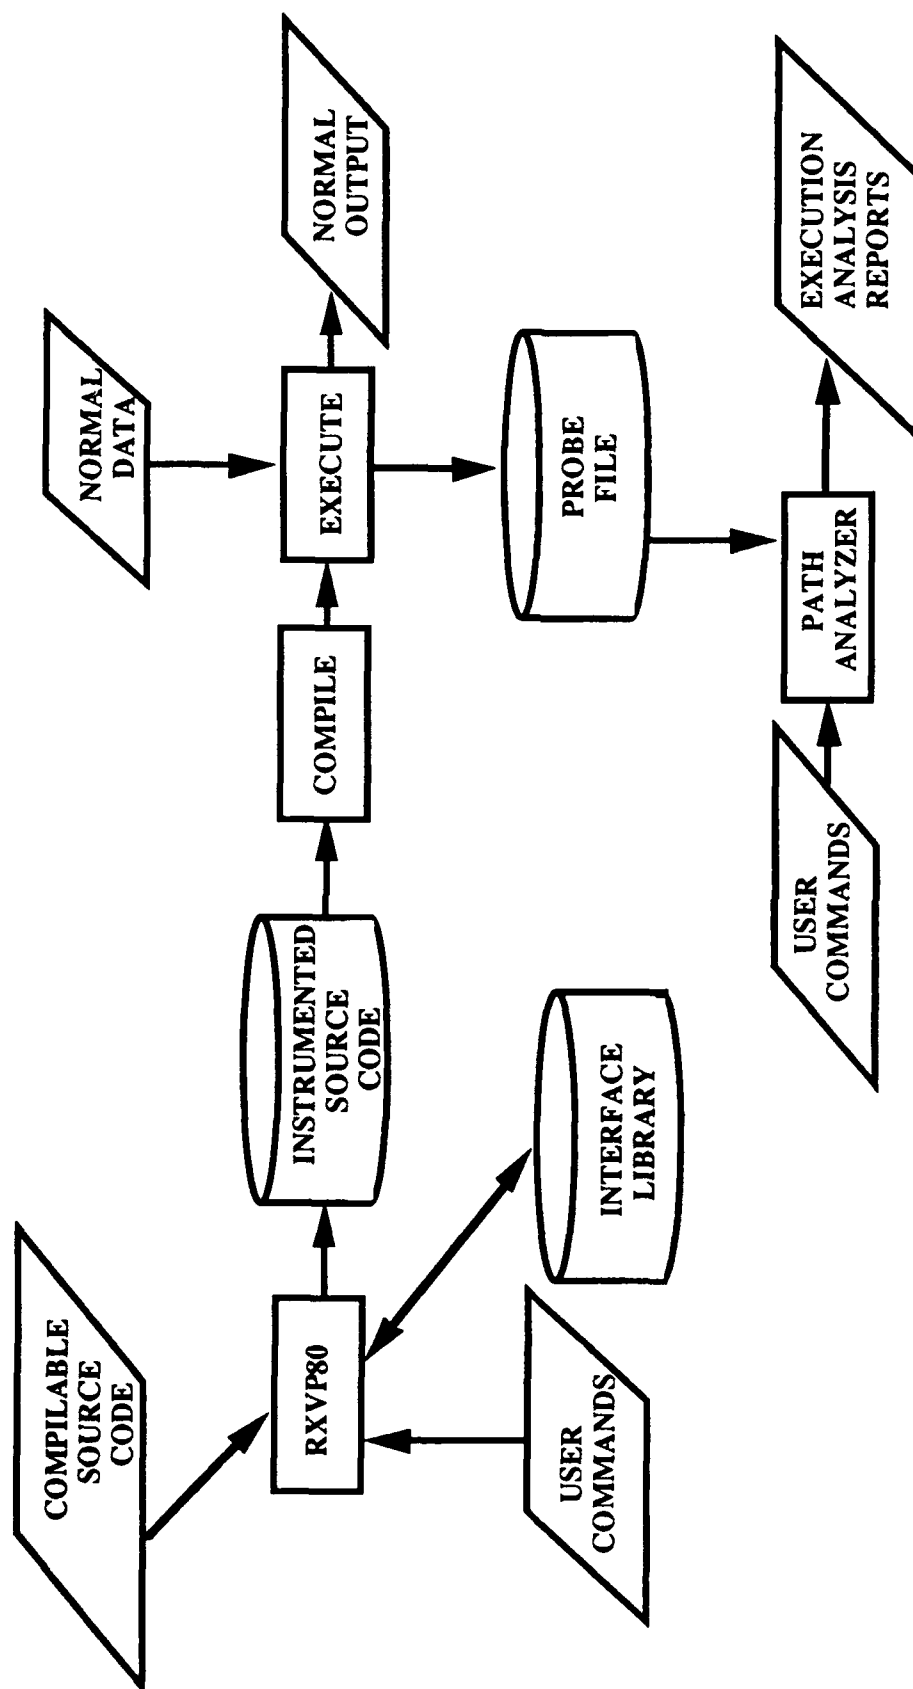 COMPILABLE
SOURCE
CODE
NORMAL
DATA
RXVP80
INSTRUMENTED
SOURCE
CODE
COMPILE
EXECUTE
NORMAL
OUTPUT
USER
COMMANDS
INTERFACE
LIBRARY
PROBE
FILE
USER
COMMANDS
PATH
ANALYZER
EXECUTION
ANALYSIS
REPORTS